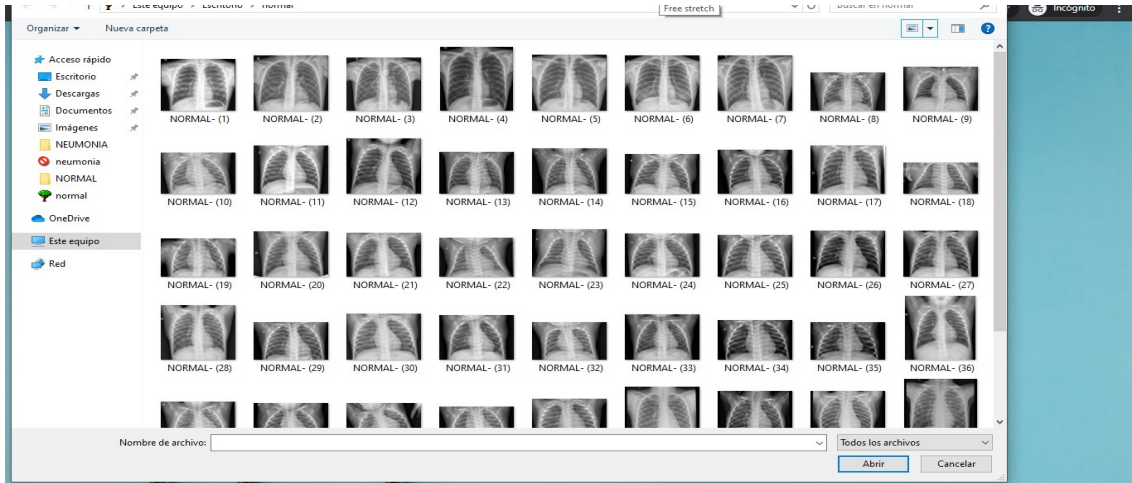 Este equipo > Escritorio > normal
Free stretch
Buscar en normal
Incógnito
Organizar
Nueva carpeta
Acceso rápido
Escritorio
Descargas
Documentos
Imágenes
NEUMONIA
neumonia
NORMAL
normal
OneDrive
Este equipo
Red
NORMAL- (1) NORMAL- (2) NORMAL- (3) NORMAL- (4) NORMAL- (5) NORMAL- (6) NORMAL- (7) NORMAL- (8) NORMAL- (9)
NORMAL- (10) NORMAL- (11) NORMAL- (12) NORMAL- (13) NORMAL- (14) NORMAL- (15) NORMAL- (16) NORMAL- (17) NORMAL- (18)
NORMAL- (19) NORMAL- (20) NORMAL- (21) NORMAL- (22) NORMAL- (23) NORMAL- (24) NORMAL- (25) NORMAL- (26) NORMAL- (27)
NORMAL- (28) NORMAL- (29) NORMAL- (30) NORMAL- (31) NORMAL- (32) NORMAL- (33) NORMAL- (34) NORMAL- (35) NORMAL- (36)
Nombre de archivo:
Todos los archivos
Abrir
Cancelar